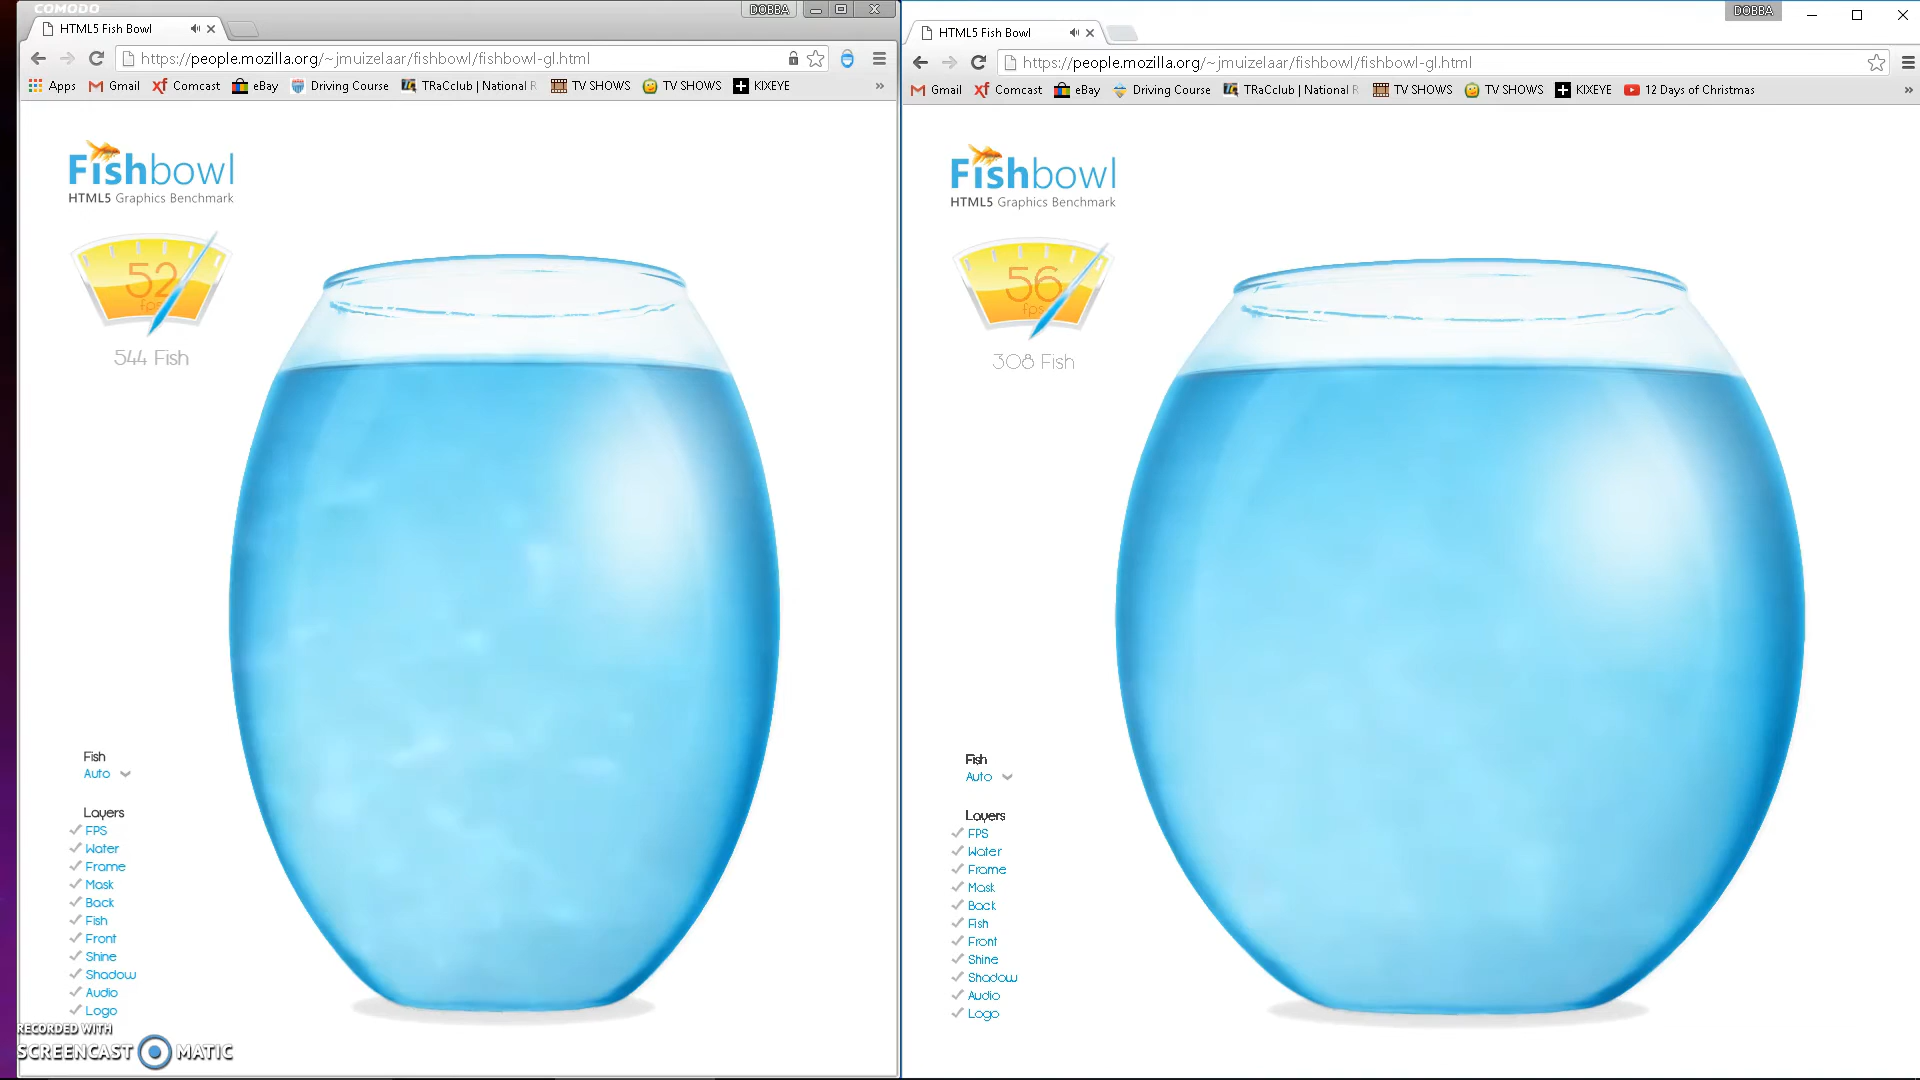 COMODO
DOBBA
HTML5 Fish Bowl
https://people.mozilla.org/~jmuizelaar/fishbowl/fishbowl-gl.html
Apps Gmail Comcast eBay Driving Course TRaCclub | National R TV SHOWS TV SHOWS KIXEYE »
Fishbowl
HTML5 Graphics Benchmark
52
fps
544 Fish
Fish
Auto
Layers
FPS
Water
Frame
Mask
Back
Fish
Front
Shine
Shadow
Audio
Logo
RECORDED WITH
SCREENCAST MATIC
DOBBA
HTML5 Fish Bowl
https://people.mozilla.org/~jmuizelaar/fishbowl/fishbowl-gl.html
Gmail Comcast eBay Driving Course TRaCclub | National R TV SHOWS TV SHOWS KIXEYE 12 Days of Christmas »
Fishbowl
HTML5 Graphics Benchmark
56
fps
308 Fish
Fish
Auto
Layers
FPS
Water
Frame
Mask
Back
Fish
Front
Shine
Shadow
Audio
Logo